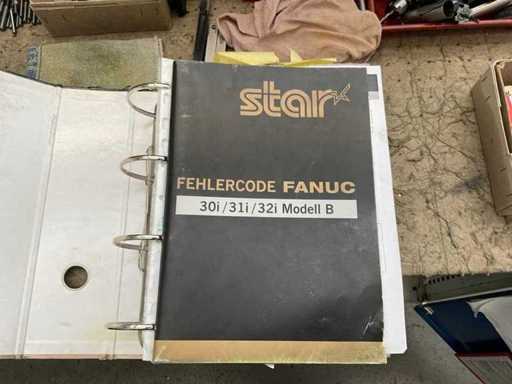 star
FEHLERCODE FANUC
30i/31i/32i Modell B